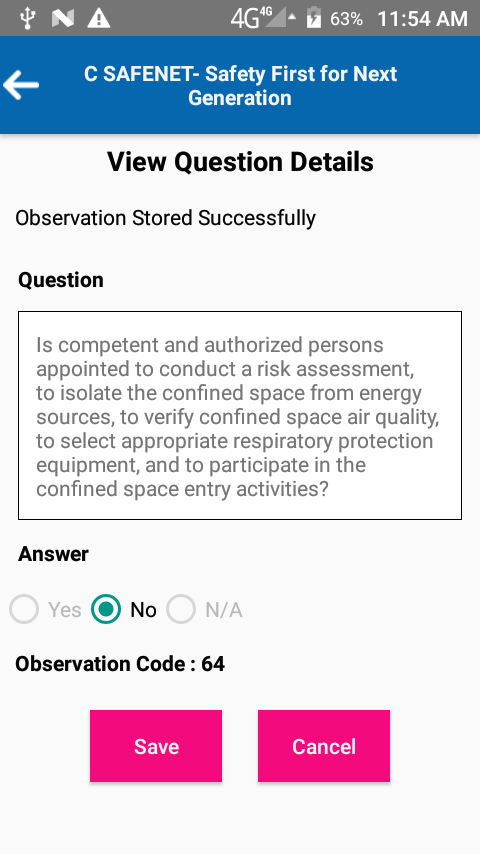 4G 4G 63% 11:54 AM
C SAFENET- Safety First for Next
Generation
View Question Details
Observation Stored Successfully
Question
Is competent and authorized persons
appointed to conduct a risk assessment,
to isolate the confined space from energy
sources, to verify confined space air quality,
to select appropriate respiratory protection
equipment, and to participate in the
confined space entry activities?
Answer
Yes No N/A
Observation Code : 64
Save Cancel